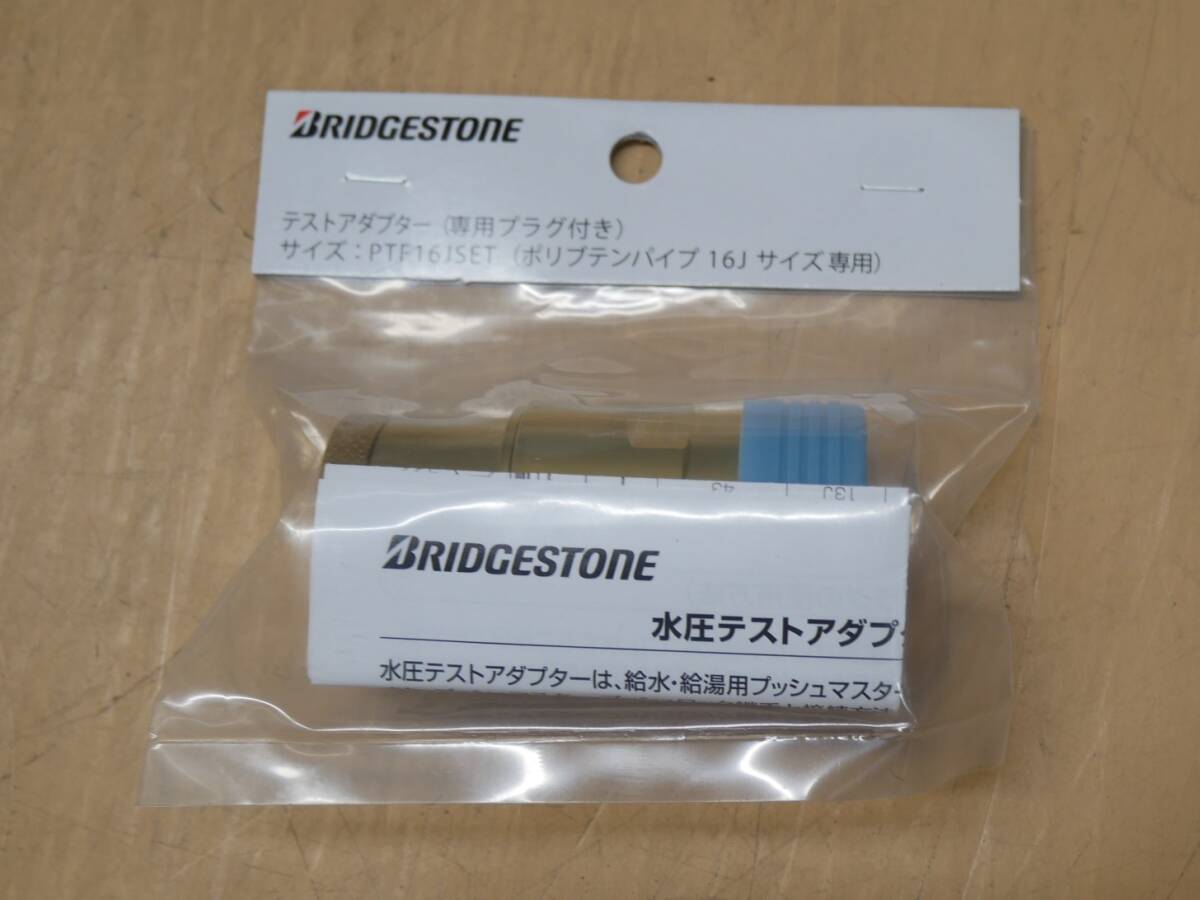 BRIDGESTONE
テストアダプター（専用プラグ付き）
サイズ：PTF16JSET（ポリブテンパイプ 16J サイズ専用）
13J
BRIDGESTONE
水圧テストアダプ
水圧テストアダプターは、給水・給湯用プッシュマスター